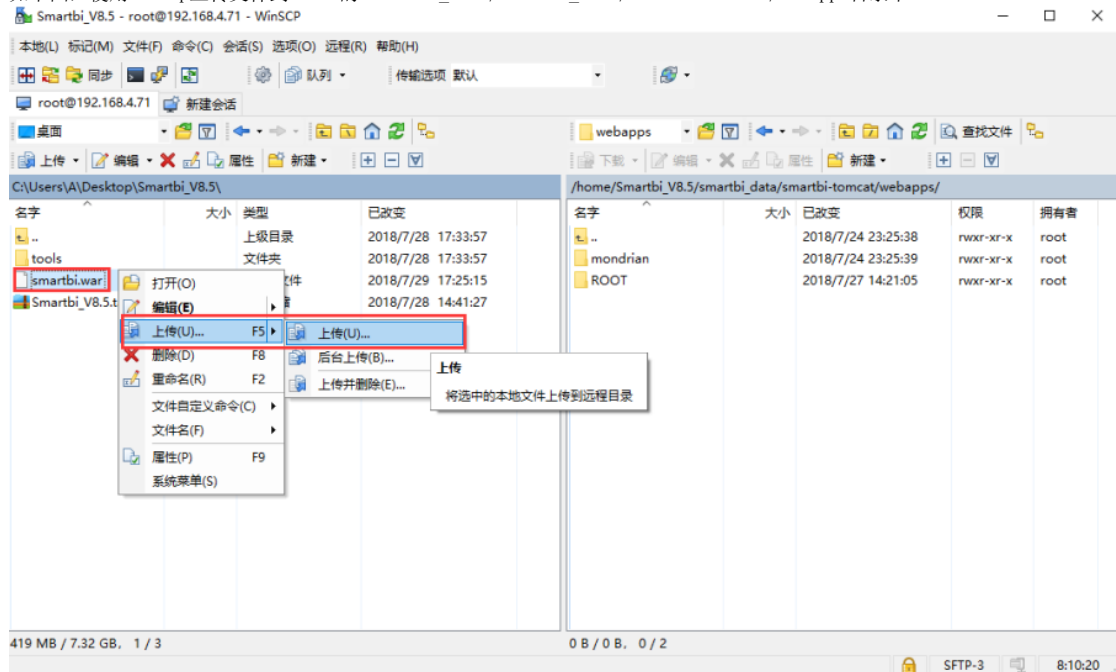 Smartbi_V8.5 - root@192.168.4.71 - WinSCP
本地(L) 标记(M) 文件(F) 命令(C) 会话(S) 选项(O) 远程(R) 帮助(H)
同步 队列 传输选项 默认
root@192.168.4.71 新建会话
桌面 webapps 查找文件
上传 编辑 属性 新建 下载 编辑 属性 新建
C:\Users\A\Desktop\Smartbi_V8.5\ /home/Smartbi_V8.5/smartbi_data/smartbi-tomcat/webapps/
名字 大小 类型 已改变 名字 大小 已改变 权限 拥有者
.. 上级目录 2018/7/28 17:33:57 .. 2018/7/24 23:25:38 rwxr-xr-x root
tools 文件夹 2018/7/28 17:33:57 mondrian 2018/7/24 23:25:39 rwxr-xr-x root
smartbi.war 件 2018/7/29 17:25:15 ROOT 2018/7/27 14:21:05 rwxr-xr-x root
Smartbi_V8.5.t 2018/7/28 14:41:27
打开(O)
编辑(E)
上传(U)... F5 上传(U)...
删除(D) F8 后台上传(B)...
重命名(R) F2 上传并删除(E)...
上传
将选中的本地文件上传到远程目录
文件自定义命令(C)
文件名(F)
属性(P) F9
系统菜单(S)
419 MB / 7.32 GB, 1 / 3 0 B / 0 B, 0 / 2
SFTP-3 8:10:20